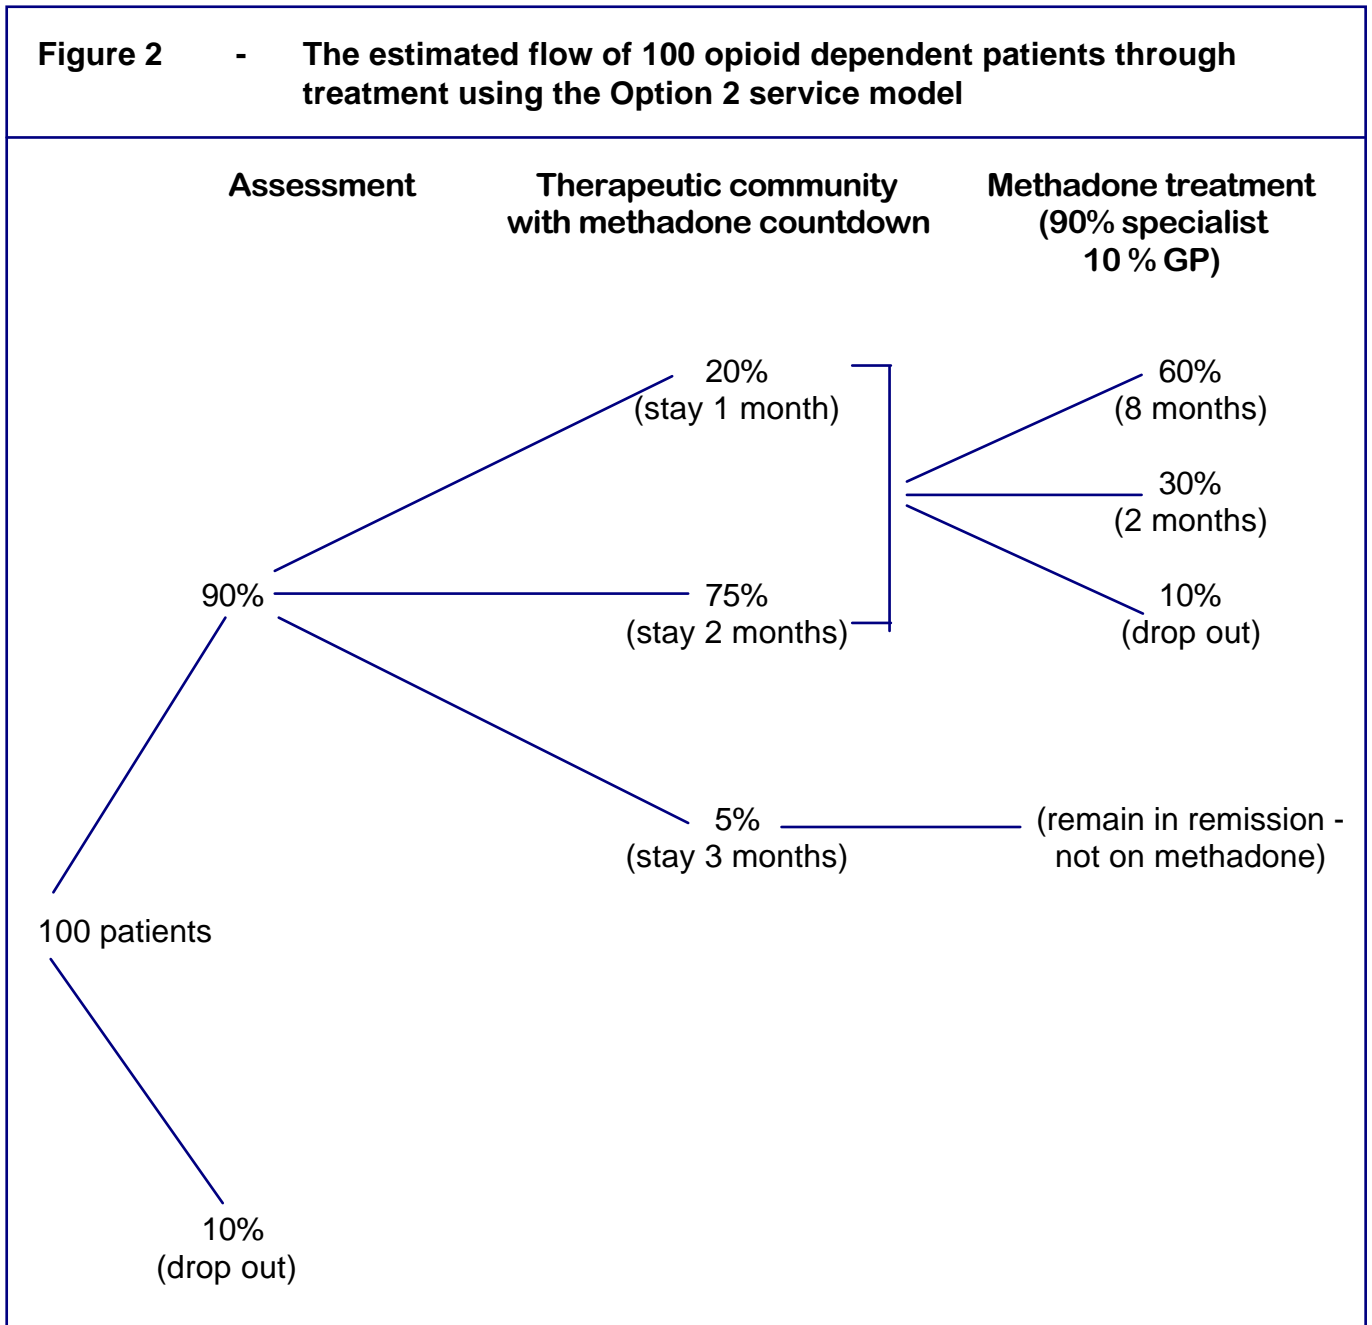 Figure 2 - The estimated flow of 100 opioid dependent patients through
treatment using the Option 2 service model
Assessment
Therapeutic community
with methadone countdown
Methadone treatment
(90% specialist
10 % GP)
20%
(stay 1 month)
60%
(8 months)
30%
(2 months)
90%
75%
(stay 2 months)
10%
(drop out)
5%
(stay 3 months)
(remain in remission -
not on methadone)
100 patients
10%
(drop out)